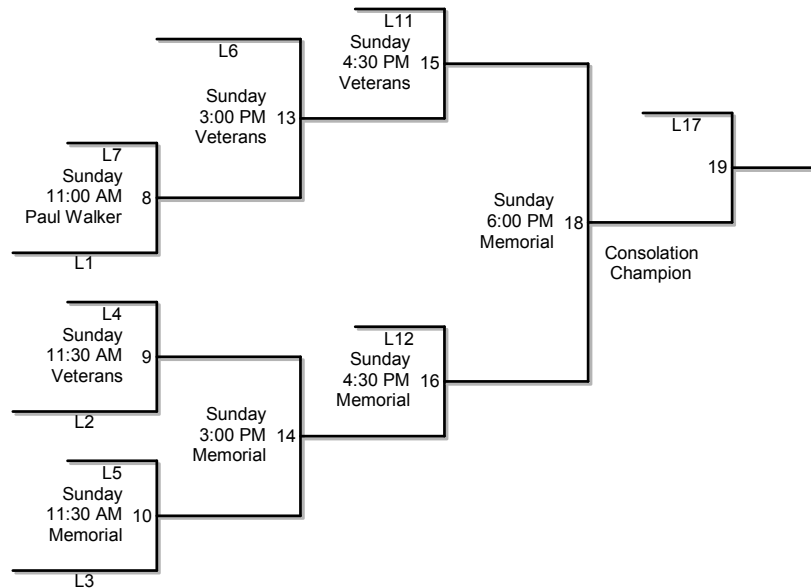 L11
Sunday
4:30 PM
Veterans
15
L6
Sunday
3:00 PM
Veterans
13
L7
Sunday
11:00 AM
Paul Walker
8
L1
L17
19
Sunday
6:00 PM
Memorial
18
Consolation
Champion
L4
Sunday
11:30 AM
Veterans
9
L2
L12
Sunday
4:30 PM
Memorial
16
Sunday
3:00 PM
Memorial
14
L5
Sunday
11:30 AM
Memorial
10
L3